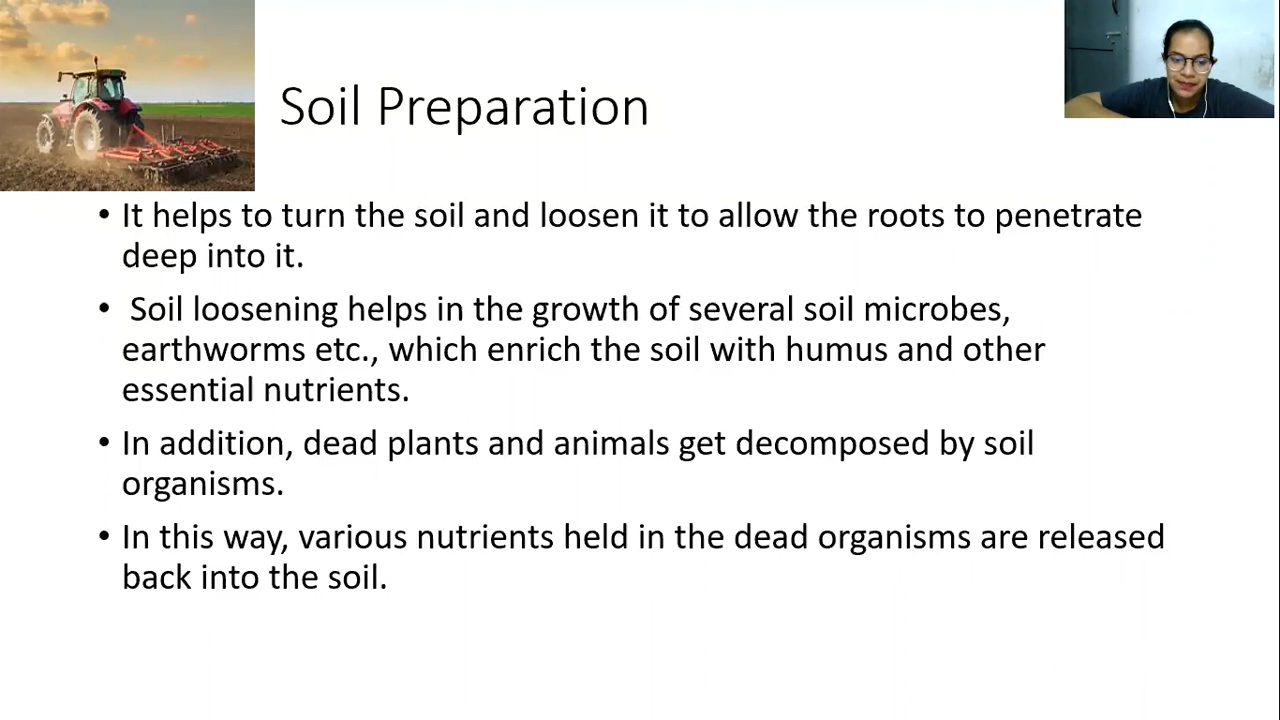 Soil Preparation
• It helps to turn the soil and loosen it to allow the roots to penetrate
deep into it.
• Soil loosening helps in the growth of several soil microbes,
earthworms etc., which enrich the soil with humus and other
essential nutrients.
• In addition, dead plants and animals get decomposed by soil
organisms.
• In this way, various nutrients held in the dead organisms are released
back into the soil.